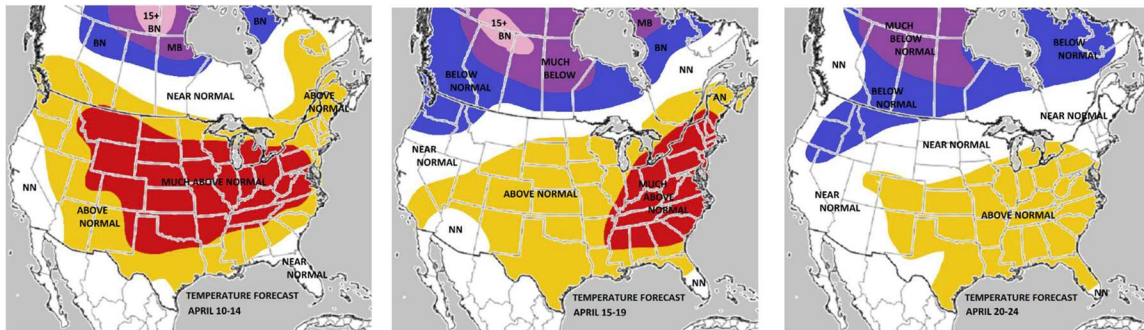 15+
BN
BN
BN
MB
NEAR NORMAL
ABOVE
NORMAL
MUCH ABOVE NORMAL
NN
ABOVE
NORMAL
NEAR
NORMAL
TEMPERATURE FORECAST
APRIL 10-14
15+
BN
MB
BN
MUCH
BELOW
BELOW
NORMAL
NN
AN
NEAR
NORMAL
MUCH
ABOVE
NORMAL
ABOVE NORMAL
NN
NN
TEMPERATURE FORECAST
APRIL 15-19
MUCH
BELOW
NORMAL
BELOW
NORMAL
NN
BELOW
NORMAL
NEAR NORMAL
NEAR NORMAL
NEAR
NORMAL
ABOVE NORMAL
NN
TEMPERATURE FORECAST
APRIL 20-24